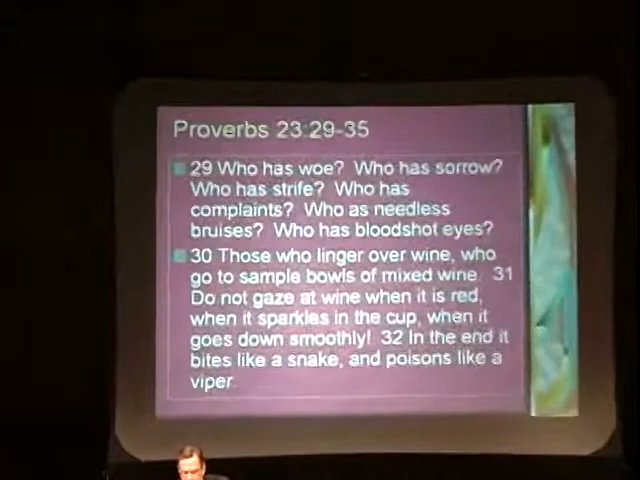 Proverbs 23:29-35
29 Who has woe? Who has sorrow?
Who has strife? Who has
complaints? Who as needless
bruises? Who has bloodshot eyes?
30 Those who linger over wine, who
go to sample bowls of mixed wine. 31
Do not gaze at wine when it is red,
when it sparkles in the cup, when it
goes down smoothly! 32 In the end it
bites like a snake, and poisons like a
viper.